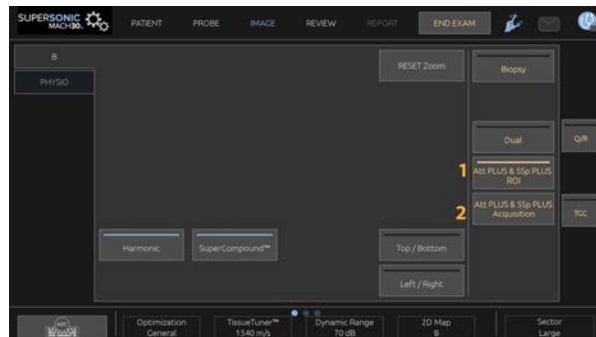 SUPERSONIC
MACH30.
PATIENT
PROBE
IMAGE
REVIEW
REPORT
END EXAM
B
PHYSIO
RESET Zoom
Biopsy
Dual
Q/R
1
Att PLUS & SSp PLUS
ROI
2
Att PLUS & SSp PLUS
Acquisition
TGC
Harmonic
SuperCompound™
Top / Bottom
Left / Right
Optimization
General
TissueTuner™
1540 m/s
Dynamic Range
70 dB
2D Map
8
Sector
Large